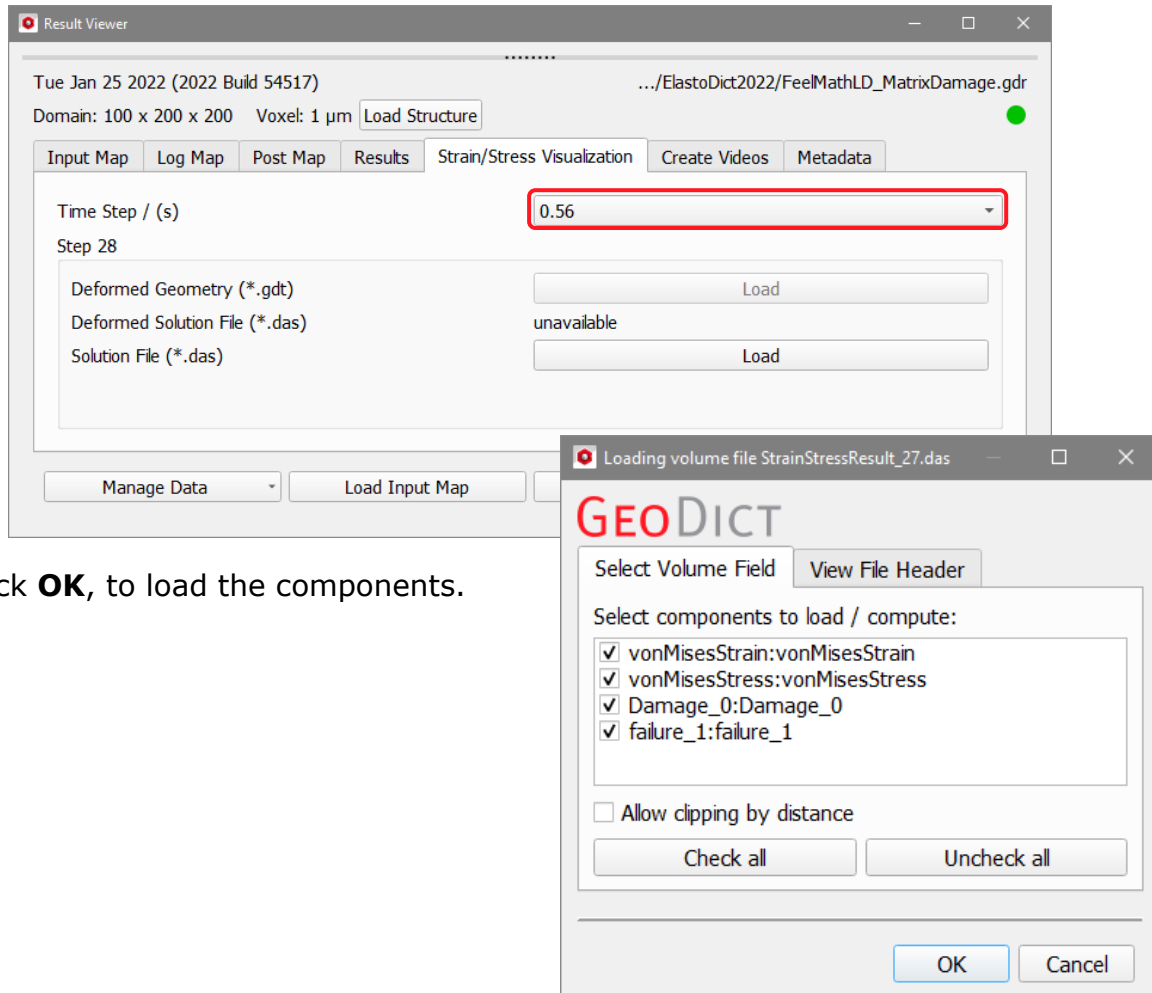 Result Viewer
Tue Jan 25 2022 (2022 Build 54517) .../ElastoDict2022/FeelMathLD_MatrixDamage.gdr
Domain: 100 x 200 x 200 Voxel: 1 µm Load Structure
Input Map Log Map Post Map Results Strain/Stress Visualization Create Videos Metadata
Time Step / (s) 0.56
Step 28
Deformed Geometry (*.gdt) Load
Deformed Solution File (*.das) unavailable
Solution File (*.das) Load
Manage Data Load Input Map
ck OK, to load the components.
Loading volume file StrainStressResult_27.das
GEODICT
Select Volume Field View File Header
Select components to load / compute:
vonMisesStrain:vonMisesStrain
vonMisesStress:vonMisesStress
Damage_0:Damage_0
failure_1:failure_1
Allow clipping by distance
Check all Uncheck all
OK Cancel